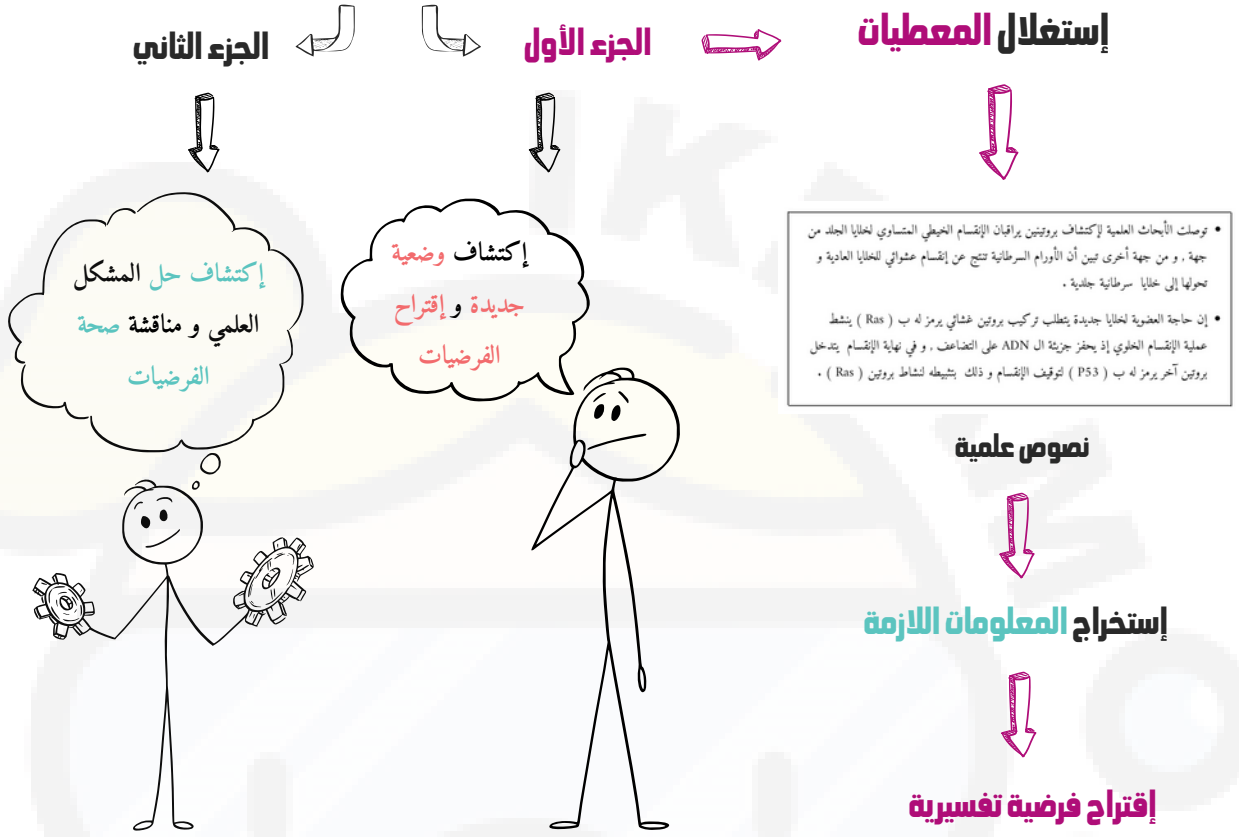 إستغلال المعطيات
الجزء الأول
الجزء الثاني
• توصلت الأبحاث العلمية لإكتشاف بروتينين يراقبان الإنقسام الخيطي المتساوي لخلايا الجلد من
جهة , و من جهة أخرى تبين أن الأورام السرطانية تنتج عن إنقسام عشوائي للخلايا العادية و
تحولها إلى خلايا سرطانية جلدية .
• إن حاجة العضوية لخلايا جديدة يتطلب تركيب بروتين غشائي يرمز له ب ( Ras ) ينشط
عملية الإنقسام الخلوي إذ يحفز جزيئة ال ADN على التضاعف , و في نهاية الإنقسام يتدخل
بروتين آخر يرمز له ب ( P53 ) لتوقيف الإنقسام و ذلك بتثبيطه لنشاط بروتين ( Ras ) .
نصوص علمية
إستخراج المعلومات اللازمة
إقتراح فرضية تفسيرية
إكتشاف وضعية
جديدة و إقتراح
الفرضيات
إكتشاف حل المشكل
العلمي و مناقشة صحة
الفرضيات